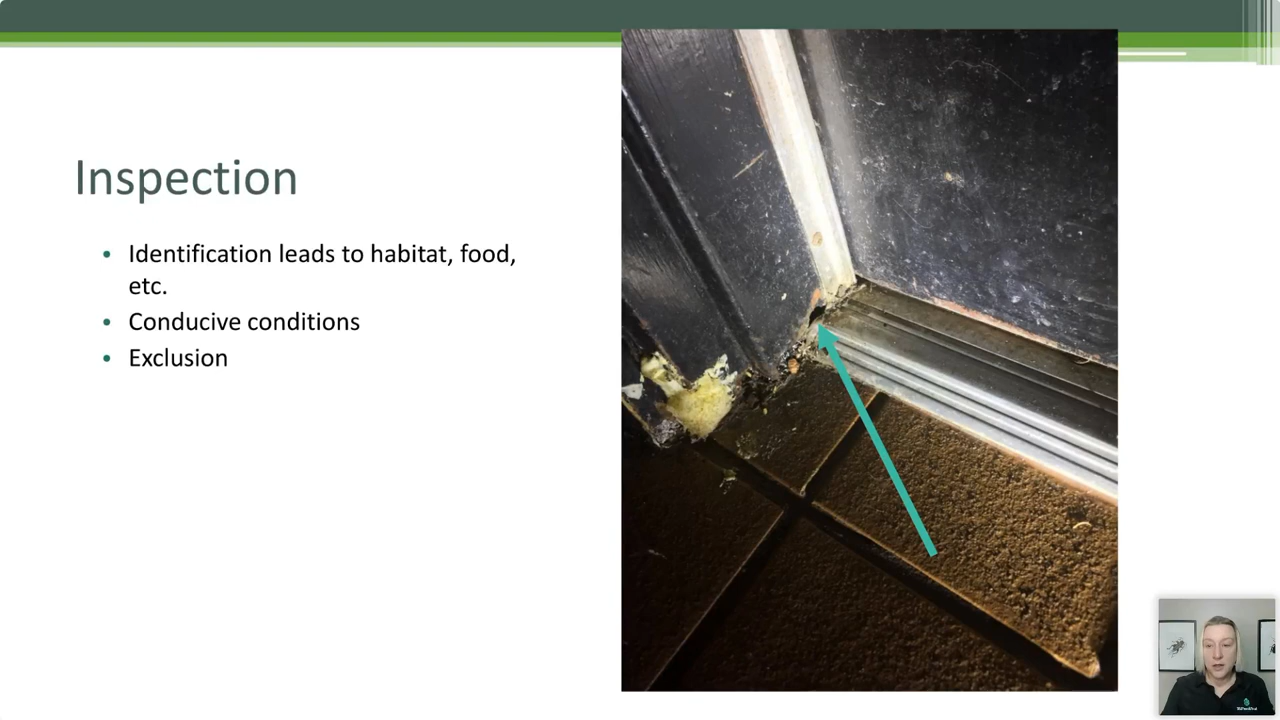 Inspection
• Identification leads to habitat, food,
etc.
• Conducive conditions
• Exclusion